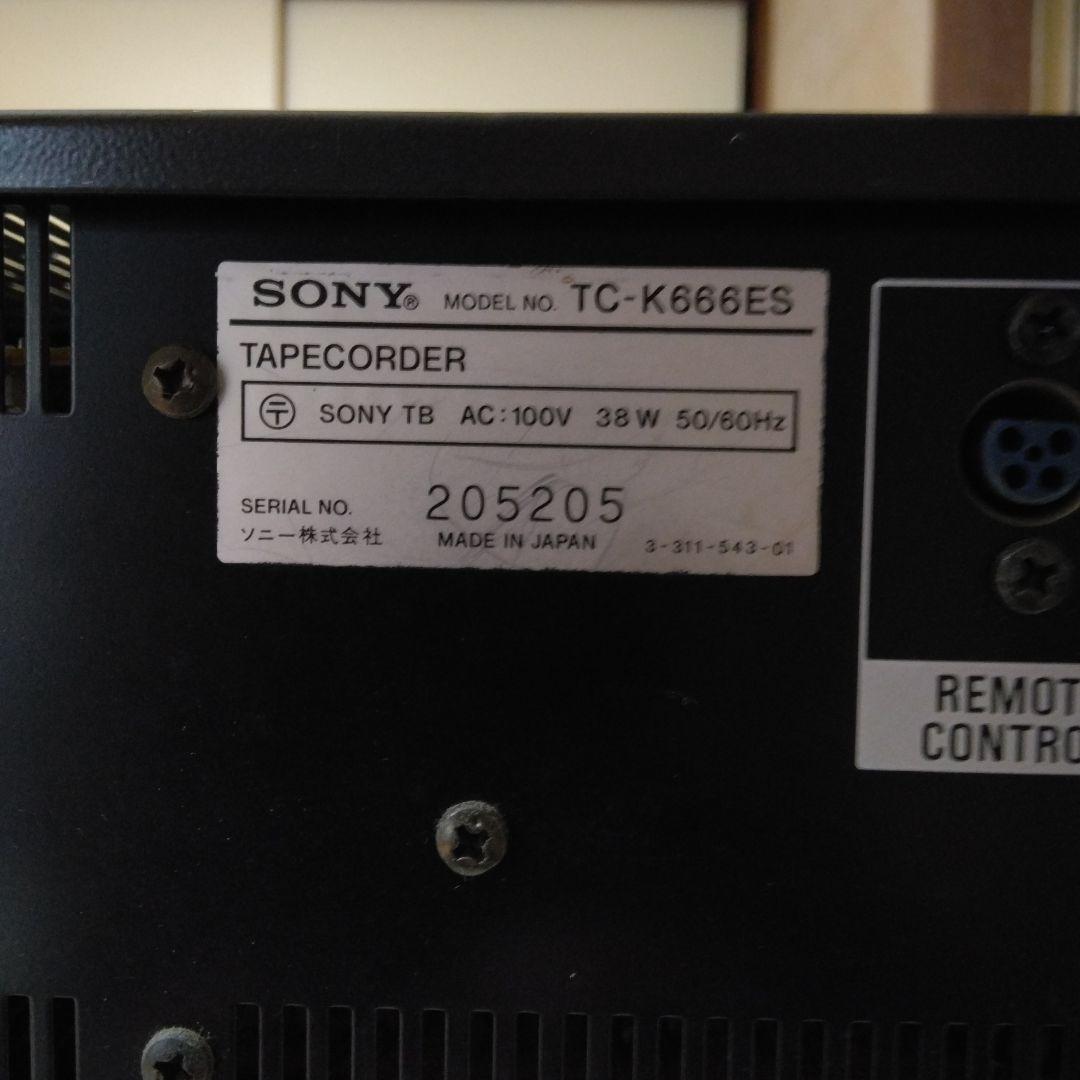 SONY® MODEL NO. TC-K666ES
TAPECORDER
〒 SONY TB AC:100V 38W 50/60Hz
SERIAL NO. 205205
ソニー株式会社 MADE IN JAPAN 3-311-543-01
REMOT
CONTRO